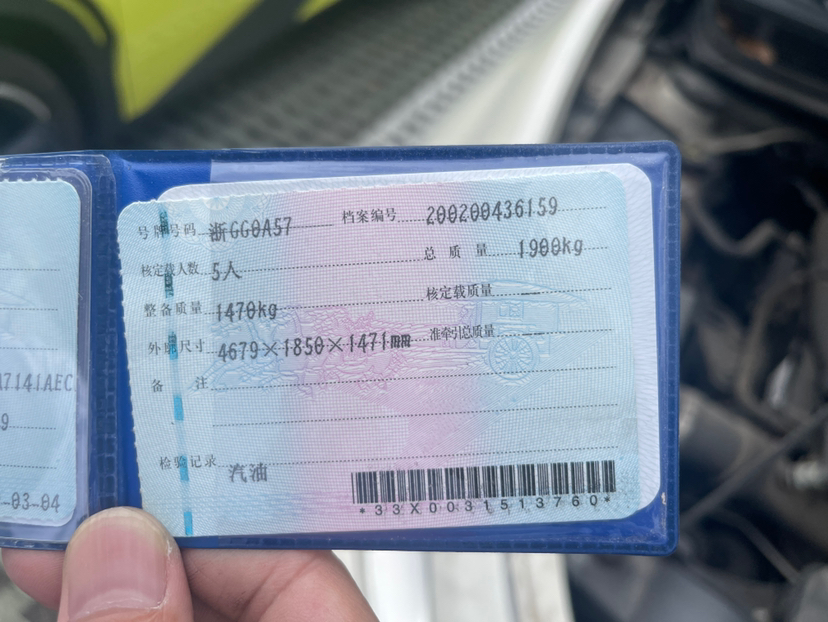 号牌号码 浙GG0A57 档案编号 200200436159
核定载人数 5人 总质量 1900kg
整备质量 1470kg 核定载质量
外廓尺寸 4679×1850×1471mm 准牵引总质量
备注
检验记录 汽油
*33X0031513760*
A7141AEC
9
-03-04